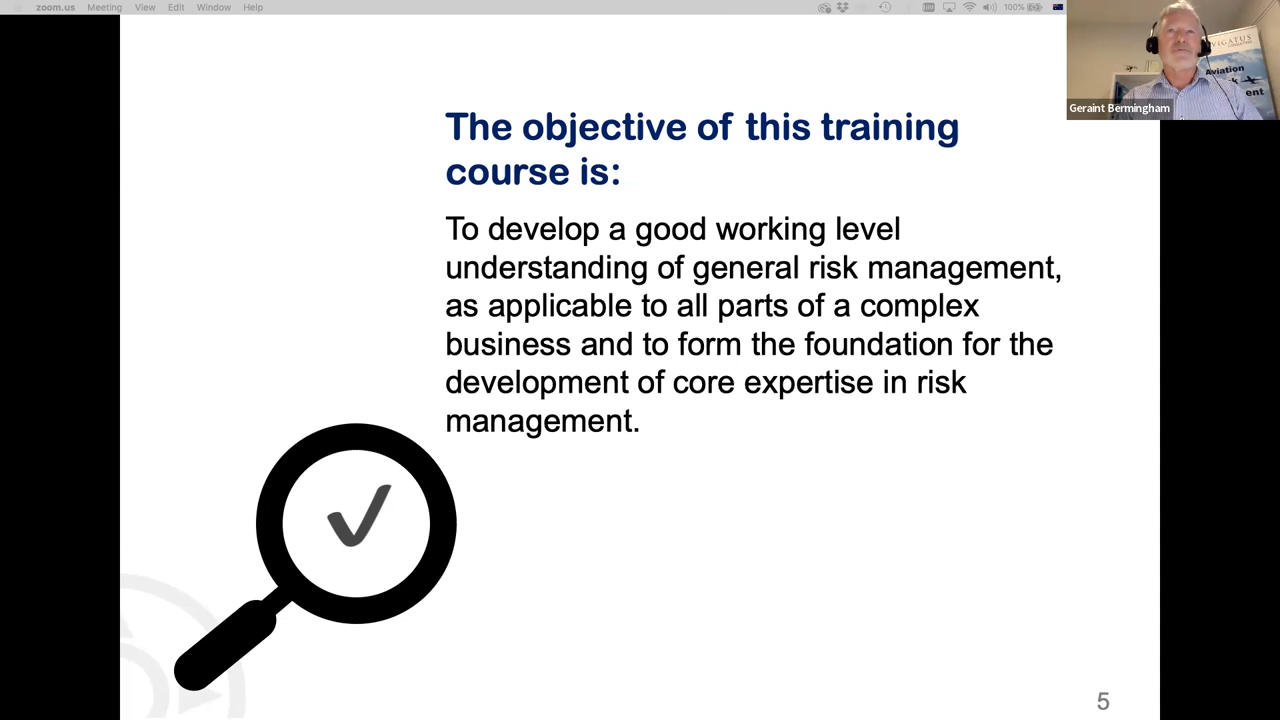 zoom.us Meeting View Edit Window Help 100%
VIGATUS
Aviation
k
ent
Geraint Bermingham
The objective of this training
course is:
To develop a good working level
understanding of general risk management,
as applicable to all parts of a complex
business and to form the foundation for the
development of core expertise in risk
management.
5